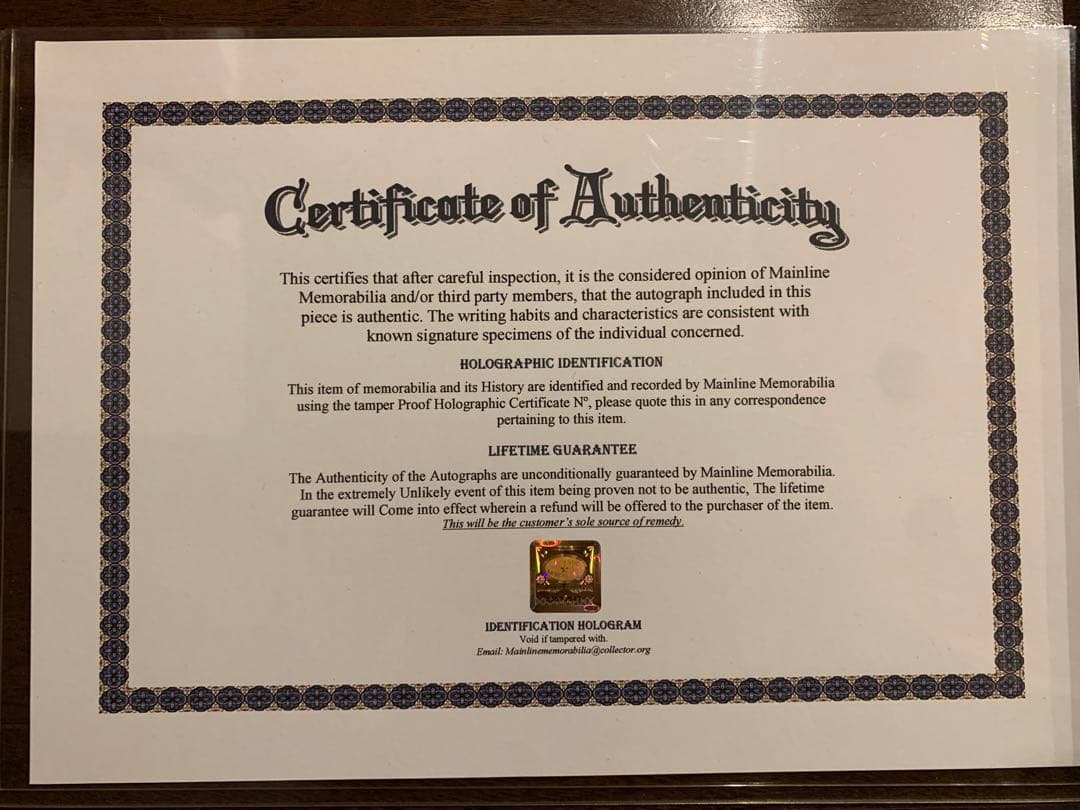 Certificate of Authenticity
This certifies that after careful inspection, it is the considered opinion of Mainline
Memorabilia and/or third party members, that the autograph included in this
piece is authentic. The writing habits and characteristics are consistent with
known signature specimens of the individual concerned.
HOLOGRAPHIC IDENTIFICATION
This item of memorabilia and its History are identified and recorded by Mainline Memorabilia
using the tamper Proof Holographic Certificate Nº, please quote this in any correspondence
pertaining to this item.
LIFETIME GUARANTEE
The Authenticity of the Autographs are unconditionally guaranteed by Mainline Memorabilia.
In the extremely Unlikely event of this item being proven not to be authentic, The lifetime
guarantee will Come into effect wherein a refund will be offered to the purchaser of the item.
This will be the customer's sole source of remedy.
IDENTIFICATION HOLOGRAM
Void if tampered with.
Email: Mainlinememorabilia@collector.org